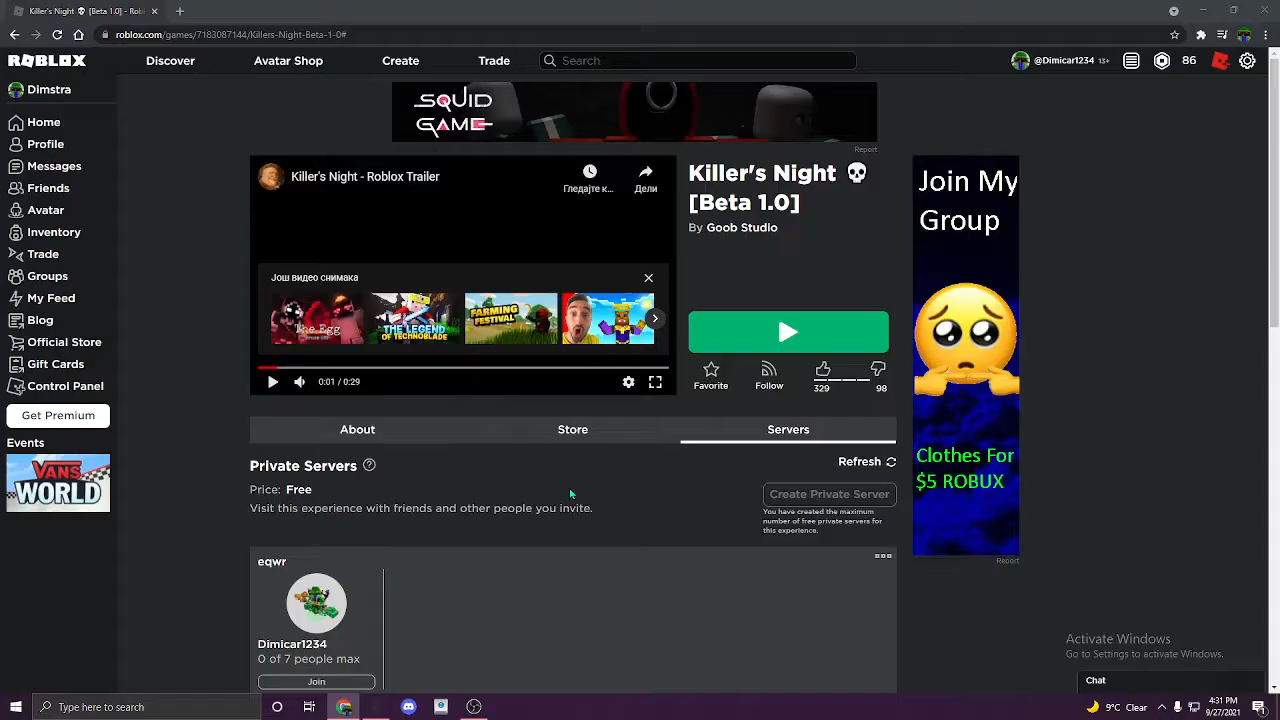 Killer's Night 💀 [Beta 1.0] - Rob
roblox.com/games/7183087144/Killers-Night-Beta-1-0#
ROBLOX
Discover
Avatar Shop
Create
Trade
Search
@Dimicar1234 13+
86
Dimstra
Home
Profile
Messages
Friends
Avatar
Inventory
Trade
Groups
My Feed
Blog
Official Store
Gift Cards
Control Panel
Get Premium
Events
VANS
WORLD
SQUID
GAME
Report
Killer's Night - Roblox Trailer
Гледајте к...
Дели
Још видео снимака
The Egg
THE LEGEND
OF TECHNOBLADE
FARMING
FESTIVAL
0:01 / 0:29
Killer's Night 💀
[Beta 1.0]
By Goob Studio
Favorite
Follow
329
98
About
Store
Servers
Private servers
Refresh
Price: Free
Visit this experience with friends and other people you invite.
Create Private Server
You have created the maximum
number of free private servers for
this experience.
eqwr
Dimicar1234
0 of 7 people max
Join
Join My
Group
Clothes For
$5 ROBUX
Report
Activate Windows
Go to Settings to activate Windows.
Chat
Type here to search
9°C Clear
4:31 PM
9/27/2021